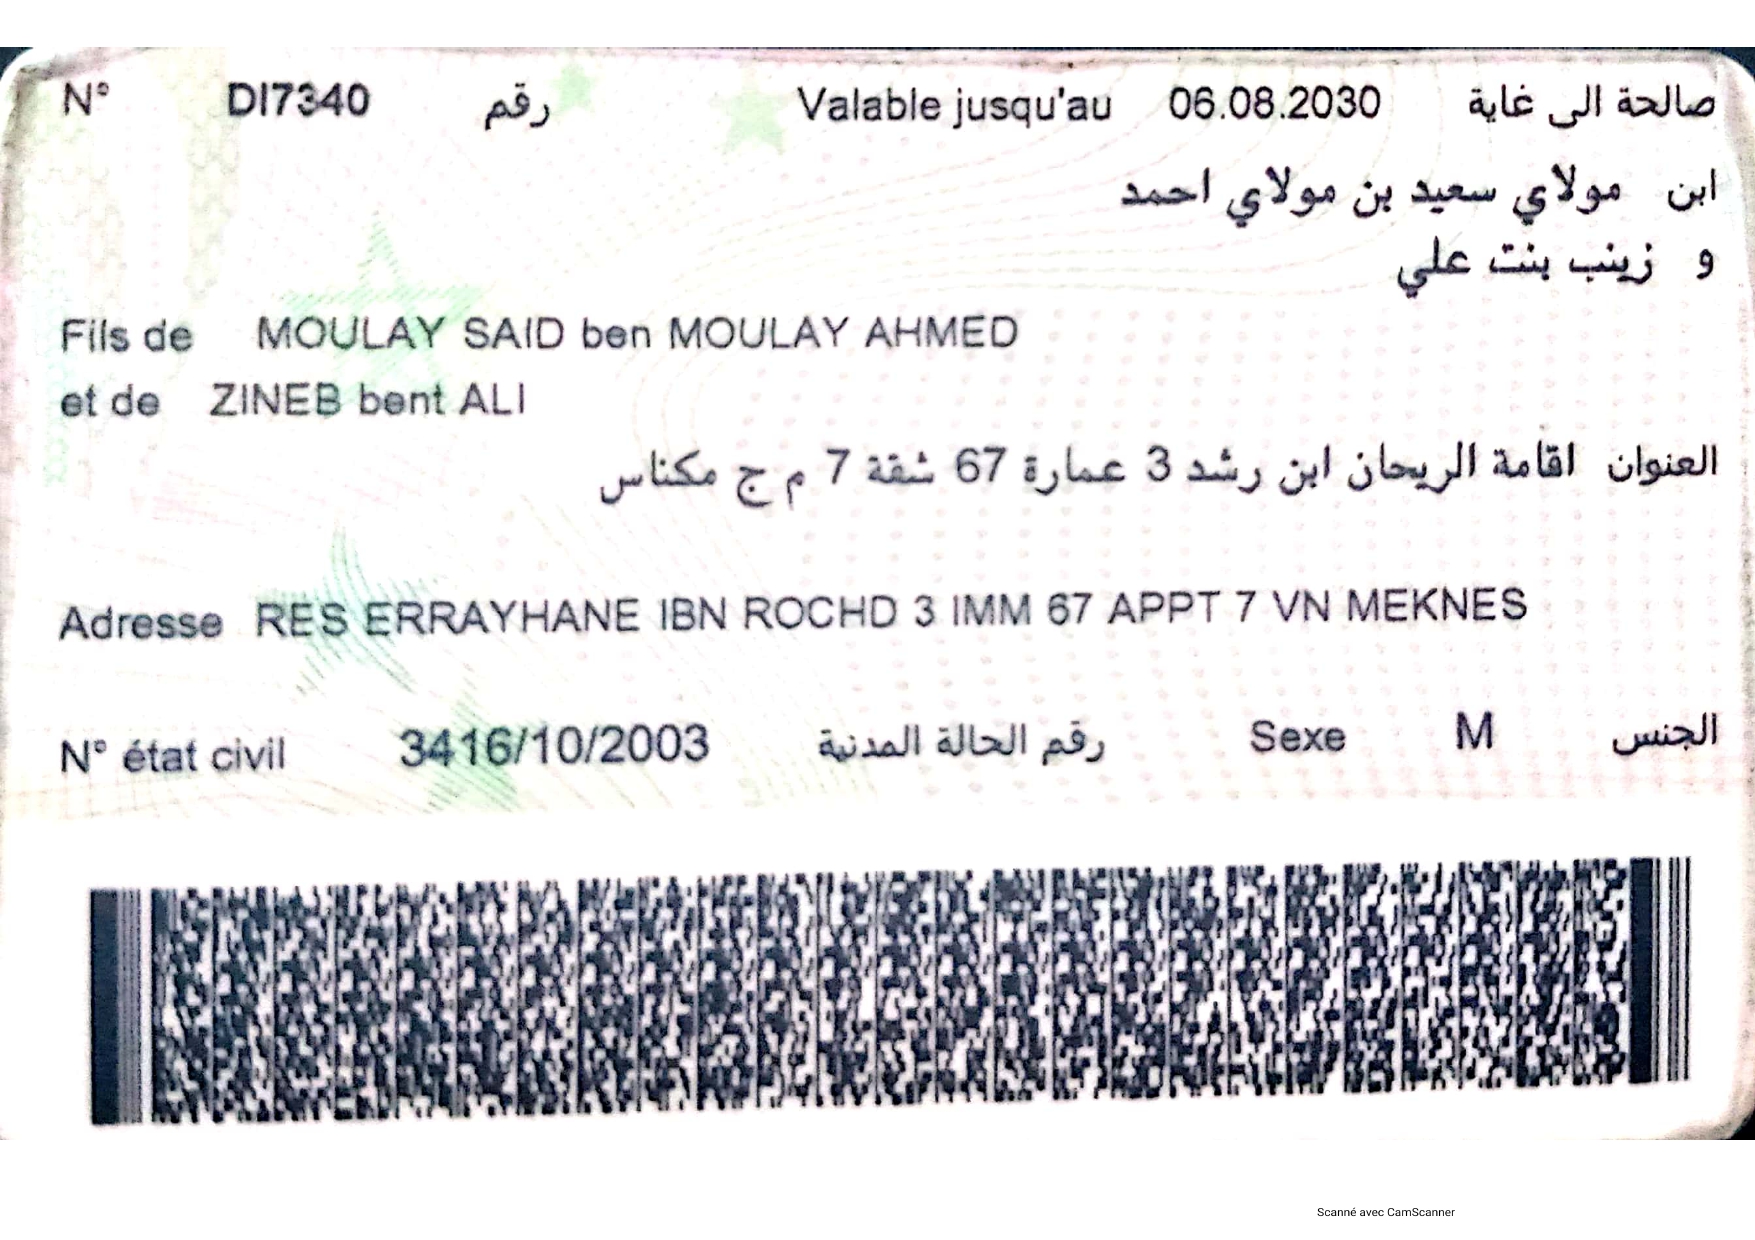 N° DI7340 رقم Valable jusqu'au 06.08.2030 صالحة الى غاية
ابن مولاي سعيد بن مولاي احمد
و زينب بنت علي
Fils de MOULAY SAID ben MOULAY AHMED
et de ZINEB bent ALI
العنوان اقامة الريحان ابن رشد 3 عمارة 67 شقة 7 م ج مكناس
Adresse RES ERRAYHANE IBN ROCHD 3 IMM 67 APPT 7 VN MEKNES
N° état civil 3416/10/2003 رقم الحالة المدنية Sexe M الجنس
Scanné avec CamScanner